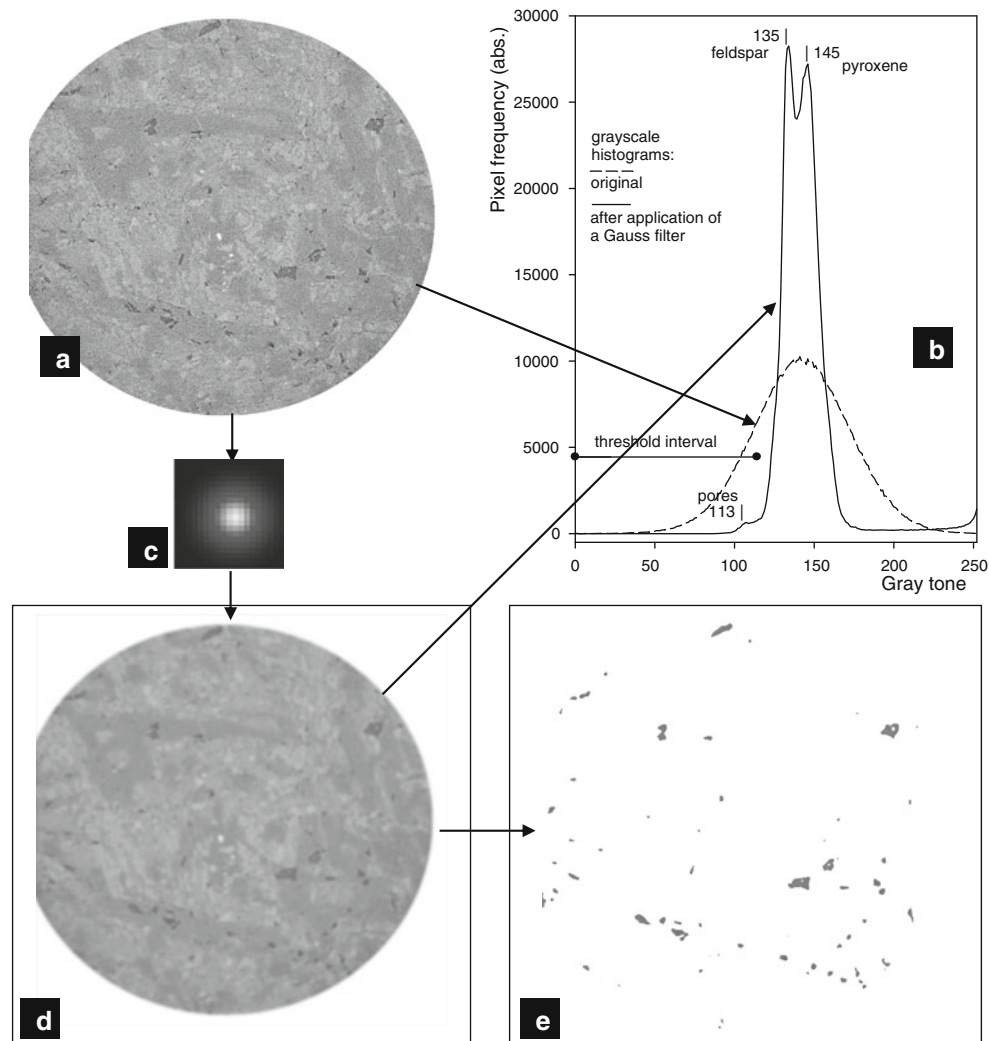 a
30000
25000
20000
15000
10000
5000
0
Pixel frequency (abs.)
135
feldspar
145
pyroxene
grayscale
histograms:
original
after application of
a Gauss filter
b
threshold interval
pores
113
0
50
100
150
200
250
Gray tone
c
d
e